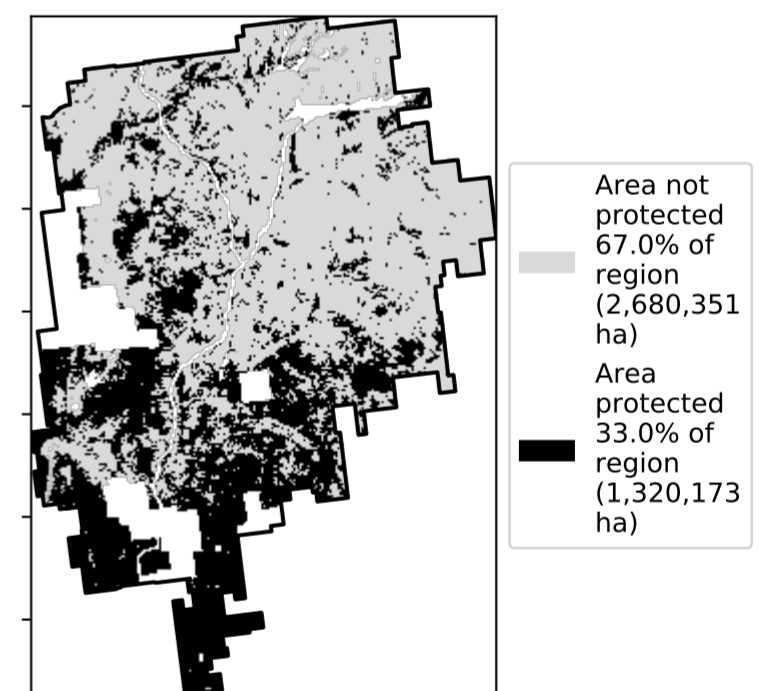 Area not
protected
67.0% of
region
(2,680,351
ha)
Area
protected
33.0% of
region
(1,320,173
ha)